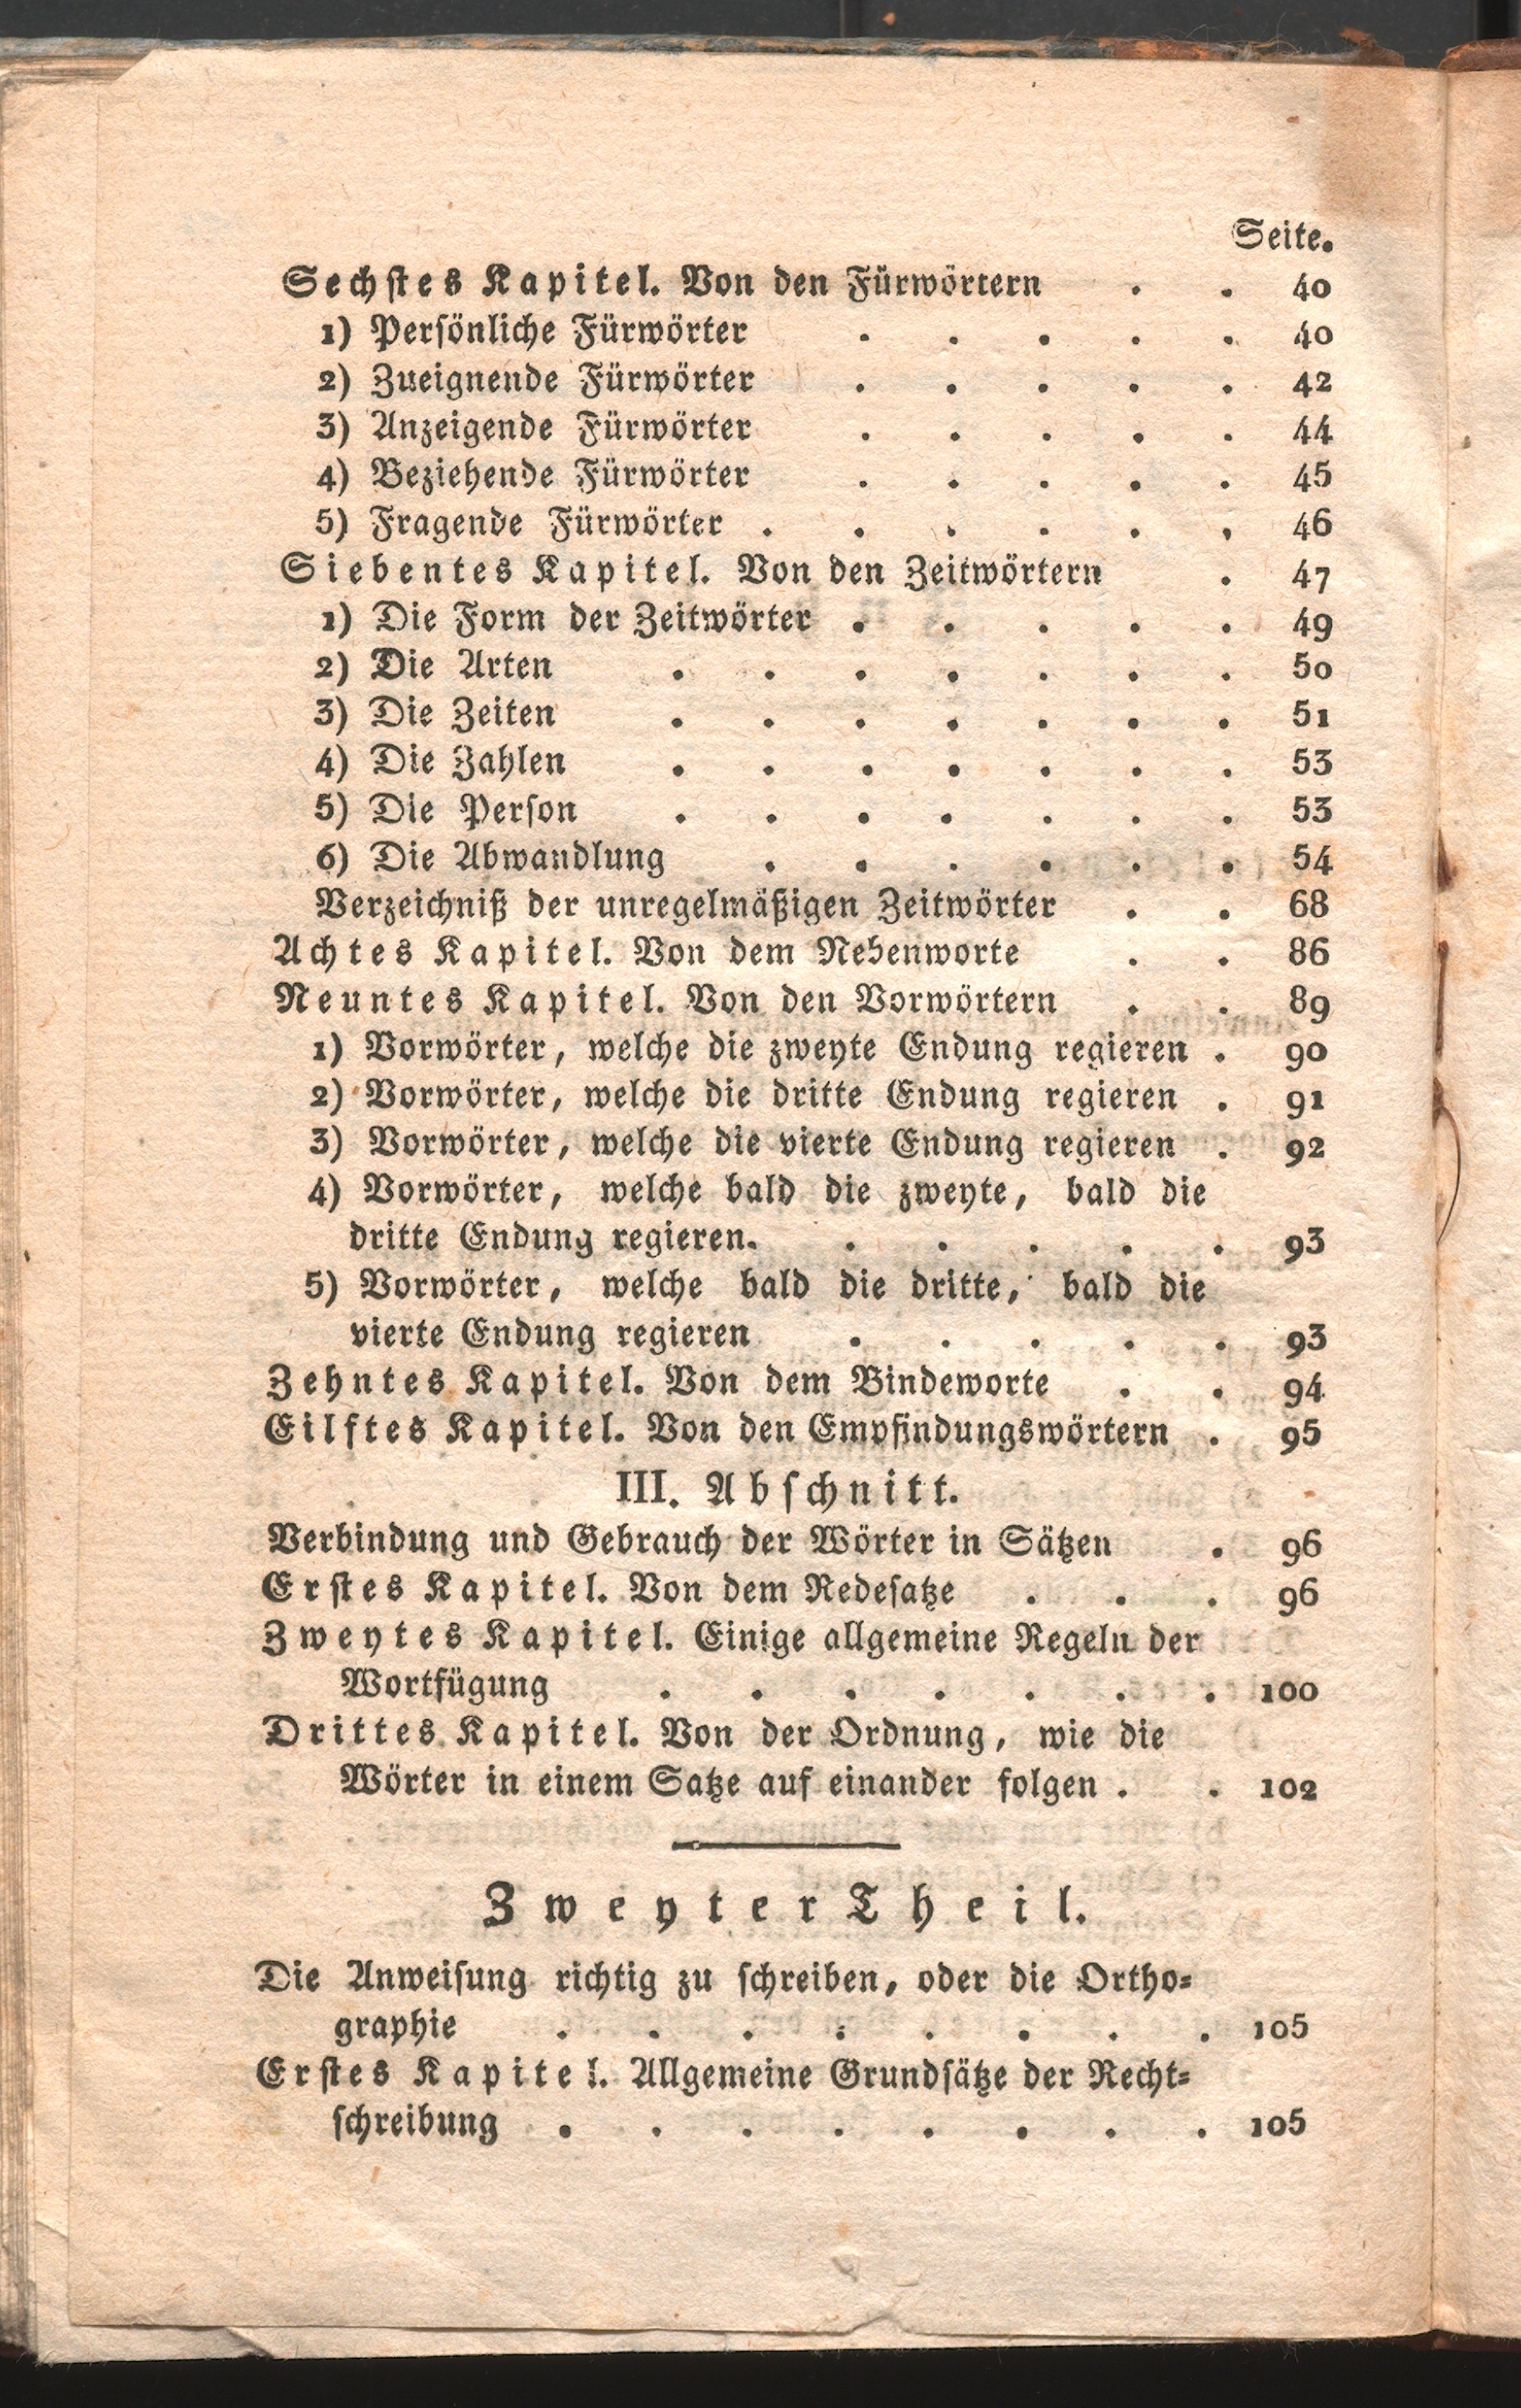 Seite.
Sechstes Kapitel. Von den Fürwörtern . . 40
1) Persönliche Fürwörter . . . . . 40
2) Zueignende Fürwörter . . . . . 42
3) Anzeigende Fürwörter . . . . . 44
4) Beziehende Fürwörter . . . . . 45
5) Fragende Fürwörter . . . . . . 46
Siebentes Kapitel. Von den Zeitwörtern . 47
1) Die Form der Zeitwörter . . . . . 49
2) Die Arten . . . . . . . 50
3) Die Zeiten . . . . . . . 51
4) Die Zahlen . . . . . . . 53
5) Die Perſon . . . . . . . 53
6) Die Abwandlung . . . . . . 54
Verzeichniß der unregelmäßigen Zeitwörter . . 68
Achtes Kapitel. Von dem Nebenworte . . 86
Neuntes Kapitel. Von den Vorwörtern . . 89
1) Vorwörter, welche die zweyte Endung regieren . 90
2) Vorwörter, welche die dritte Endung regieren . 91
3) Vorwörter, welche die vierte Endung regieren . 92
4) Vorwörter, welche bald die zweyte, bald die
dritte Endung regieren. . . . . . 93
5) Vorwörter, welche bald die dritte, bald die
vierte Endung regieren . . . . . 93
Zehntes Kapitel. Von dem Bindeworte . . 94
Eilftes Kapitel. Von den Empfindungswörtern . 95
III. Abſchnitt.
Verbindung und Gebrauch der Wörter in Sätzen . 96
Erſtes Kapitel. Von dem Redeſatze . . . 96
Zweytes Kapitel. Einige allgemeine Regeln der
Wortfügung . . . . . . . 100
Drittes Kapitel. Von der Ordnung, wie die
Wörter in einem Satze auf einander folgen . . 102
Zweyter Theil.
Die Anweiſung richtig zu ſchreiben, oder die Ortho-
graphie . . . . . . . . 105
Erſtes Kapitel. Allgemeine Grundſätze der Recht-
ſchreibung . . . . . . . . 105